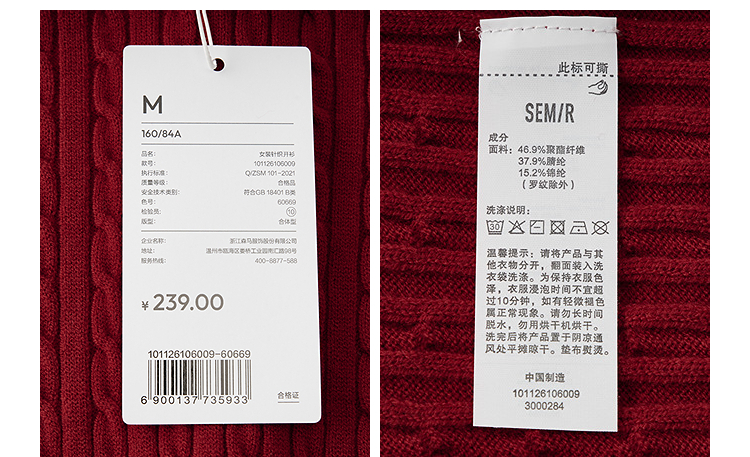 M
160/84A
品名: 女装针织开衫
款号: 101126106009
执行标准: Q/ZSM 101-2021
质量等级: 合格品
安全技术类别: 符合GB 18401 B类
色号: 60669
检验员: 10
版型: 合体型
企业名称: 浙江森马服饰股份有限公司
地址: 温州市瓯海区娄桥工业园南汇路98号
服务热线: 400-8877-588
¥ 239.00
101126106009-60669
6 900137 735933
合格证
此标可撕
SEM/R
成分
面料: 46.9%聚酯纤维
37.9%腈纶
15.2%锦纶
(罗纹除外)
洗涤说明:
30
温馨提示: 请将产品与其
他衣物分开, 翻面装入洗
衣袋洗涤。为保持衣服色
泽, 衣服浸泡时间不宜超
过10分钟, 如有轻微褪色
属正常现象。请勿长时间
脱水, 勿用烘干机烘干。
洗完后将产品置于阴凉通
风处平摊晾干。垫布熨烫。
中国制造
101126106009
3000284